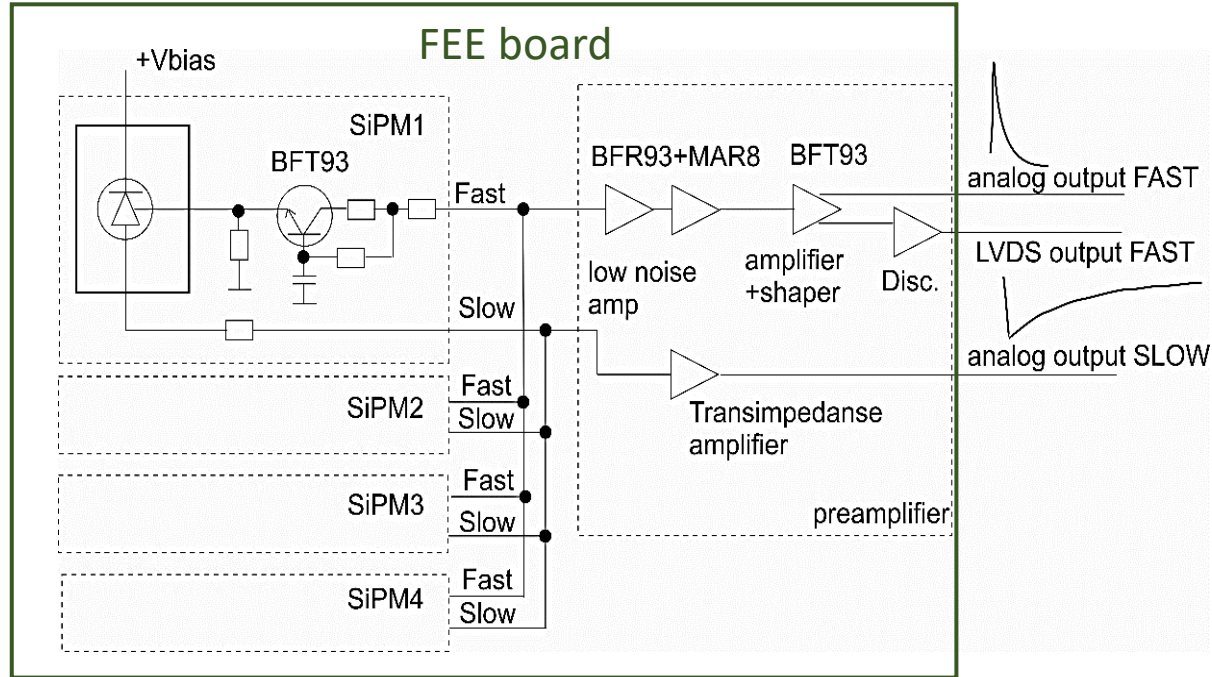 FEE board
+Vbias
SiPM1
BFT93
Fast
Slow
BFR93+MAR8
BFT93
low noise
amp
amplifier
+shaper
Disc.
analog output FAST
LVDS output FAST
analog output SLOW
Transimpedanse
amplifier
preamplifier
SiPM2
Fast
Slow
SiPM3
Fast
Slow
SiPM4
Fast
Slow